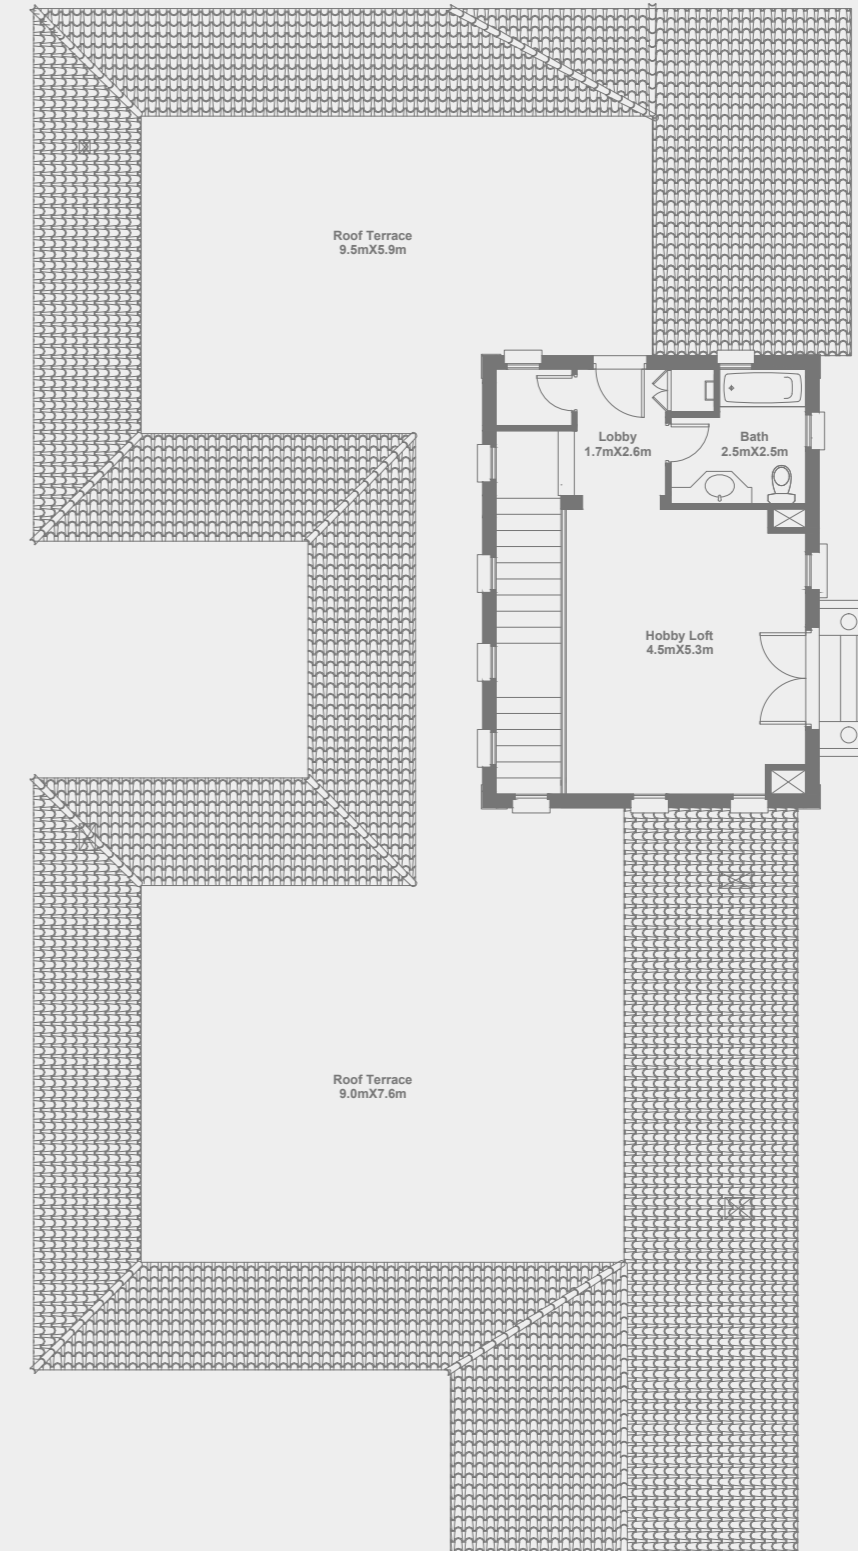 Roof Terrace
9.5mX5.9m
Lobby
1.7mX2.6m
Bath
2.5mX2.5m
Hobby Loft
4.5mX5.3m
Roof Terrace
9.0mX7.6m